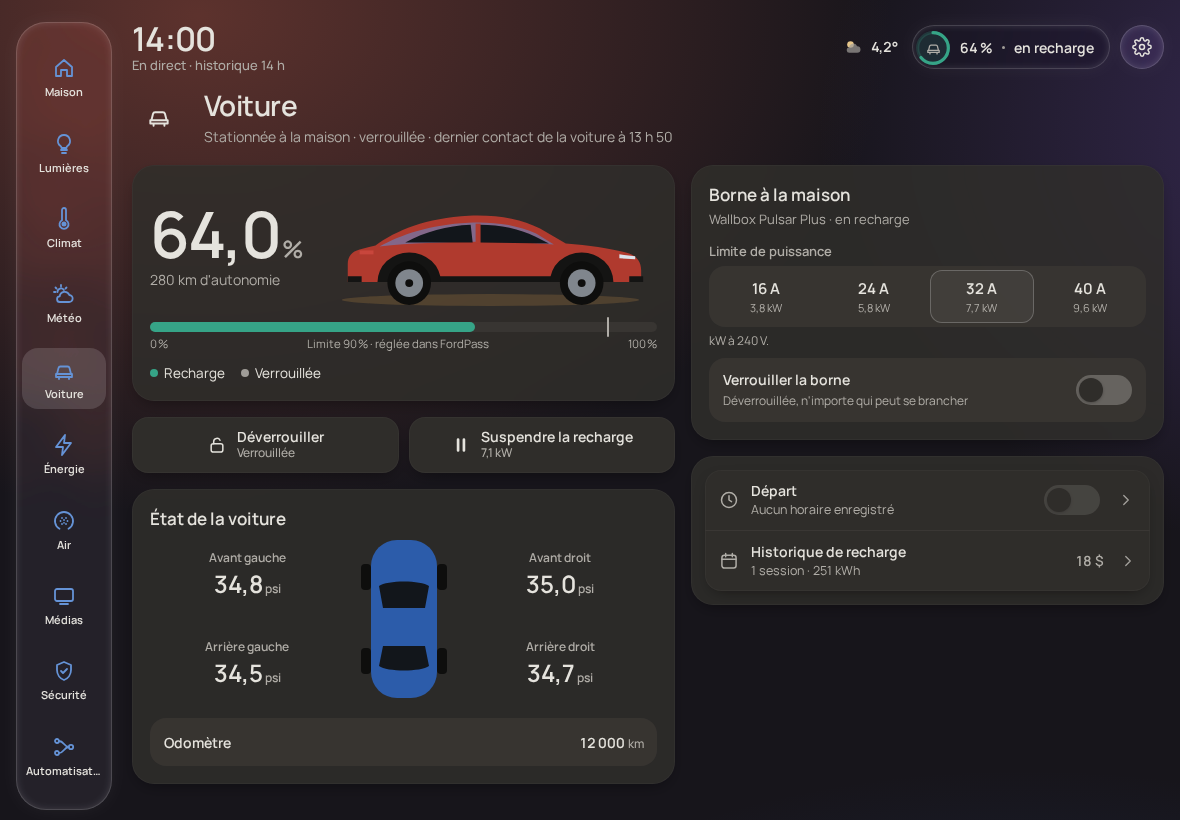 Maison
Lumières
Climat
Météo
Voiture
Énergie
Air
Médias
Sécurité
Automatisat...
14:00
En direct · historique 14 h
4,2°
64 % · en recharge
Voiture
Stationnée à la maison · verrouillée · dernier contact de la voiture à 13 h 50
64,0 %
280 km d'autonomie
0 %
Limite 90 % · réglée dans FordPass
100 %
Recharge
Verrouillée
Déverrouiller
Verrouillée
Suspendre la recharge
7,1 kW
État de la voiture
Avant gauche
34,8 psi
Avant droit
35,0 psi
Arrière gauche
34,5 psi
Arrière droit
34,7 psi
Odomètre
12 000 km
Borne à la maison
Wallbox Pulsar Plus · en recharge
Limite de puissance
16 A
3,8 kW
24 A
5,8 kW
32 A
7,7 kW
40 A
9,6 kW
kW à 240 V.
Verrouiller la borne
Déverrouillée, n'importe qui peut se brancher
Départ
Aucun horaire enregistré
Historique de recharge
1 session · 251 kWh
18 $